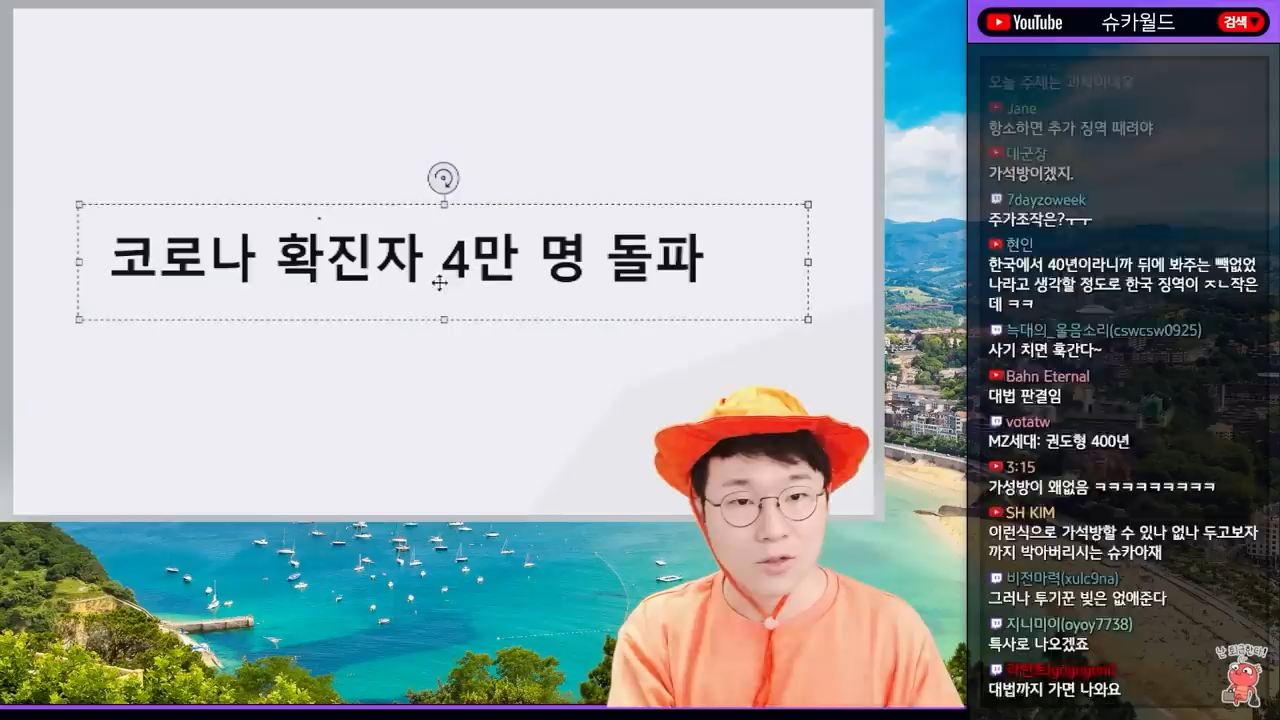 코로나 확진자 4만 명 돌파
YouTube
슈카월드
검색
오늘 주제는
Jane
항소하면 추가 징역 때려야
데군장
가석방이겠지.
7dayzoweek
주가조작은?ㅜㅜ
현인
한국에서 40년이라니까 뒤에 봐주는 빽없었
나라고 생각할 정도로 한국 징역이 ㅈㄴ작은
데 ㅋㅋ
늑대의_울음소리(cswcsw0925)
사기 치면 훅간다~
Bahn Eternal
대법 판결임
votatw
MZ세대: 권도형 400년
3:15
가성방이 왜없음 ㅋㅋㅋㅋㅋㅋㅋㅋㅋ
SH KIM
이런식으로 가석방할 수 있나 없나 두고보자
까지 박아버리시는 슈카아재
비전마력(xulc9na)
그러나 투기꾼 빚은 없애준다
지니미이(oyoy7738)
특사로 나오겠죠
대법까지 가면 나와요